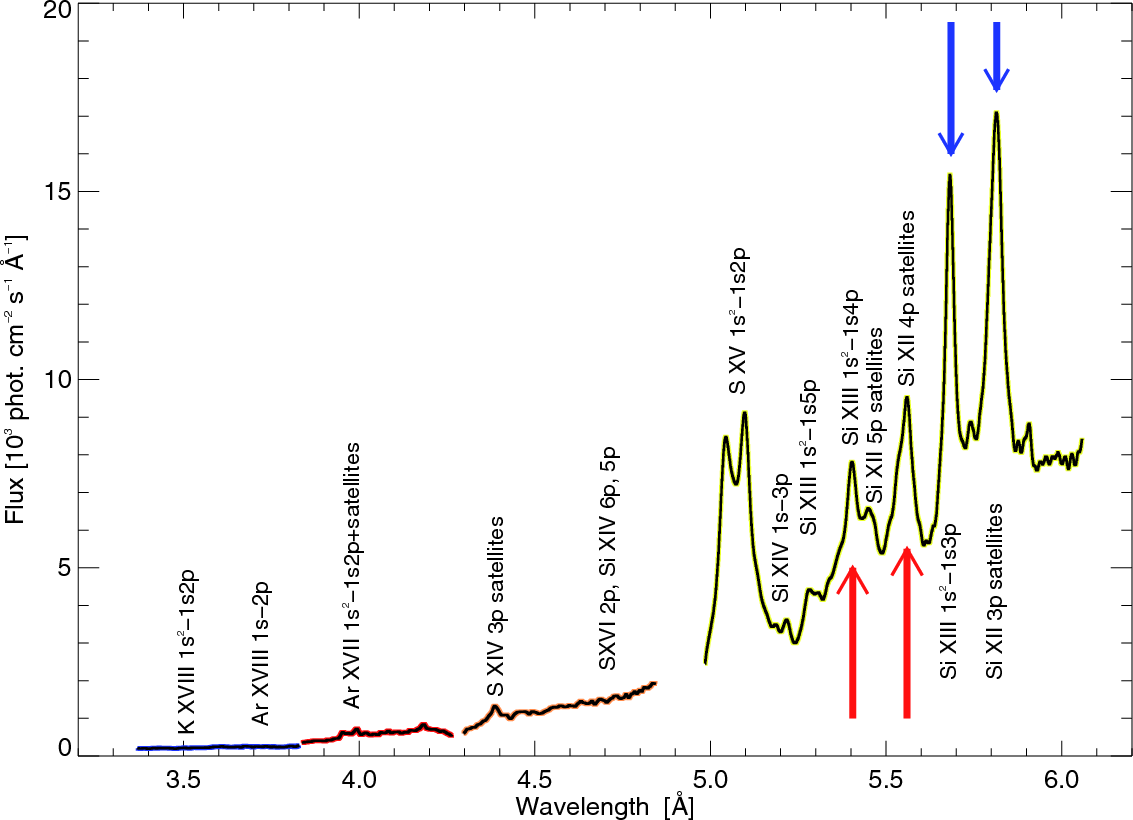 20
15
10
5
0
Flux [10³ phot. cm⁻² s⁻¹ Å⁻¹]
K XVIII 1s²−1s2p
Ar XVIII 1s−2p
Ar XVII 1s²−1s2p+satellites
S XIV 3p satellites
SXVI 2p, Si XIV 6p, 5p
S XV 1s²−1s2p
Si XIV 1s−3p
Si XIII 1s²−1s5p
Si XIII 1s²−1s4p
Si XII 5p satellites
Si XII 4p satellites
Si XIII 1s²−1s3p
Si XII 3p satellites
3.5 4.0 4.5 5.0 5.5 6.0
Wavelength [Å]